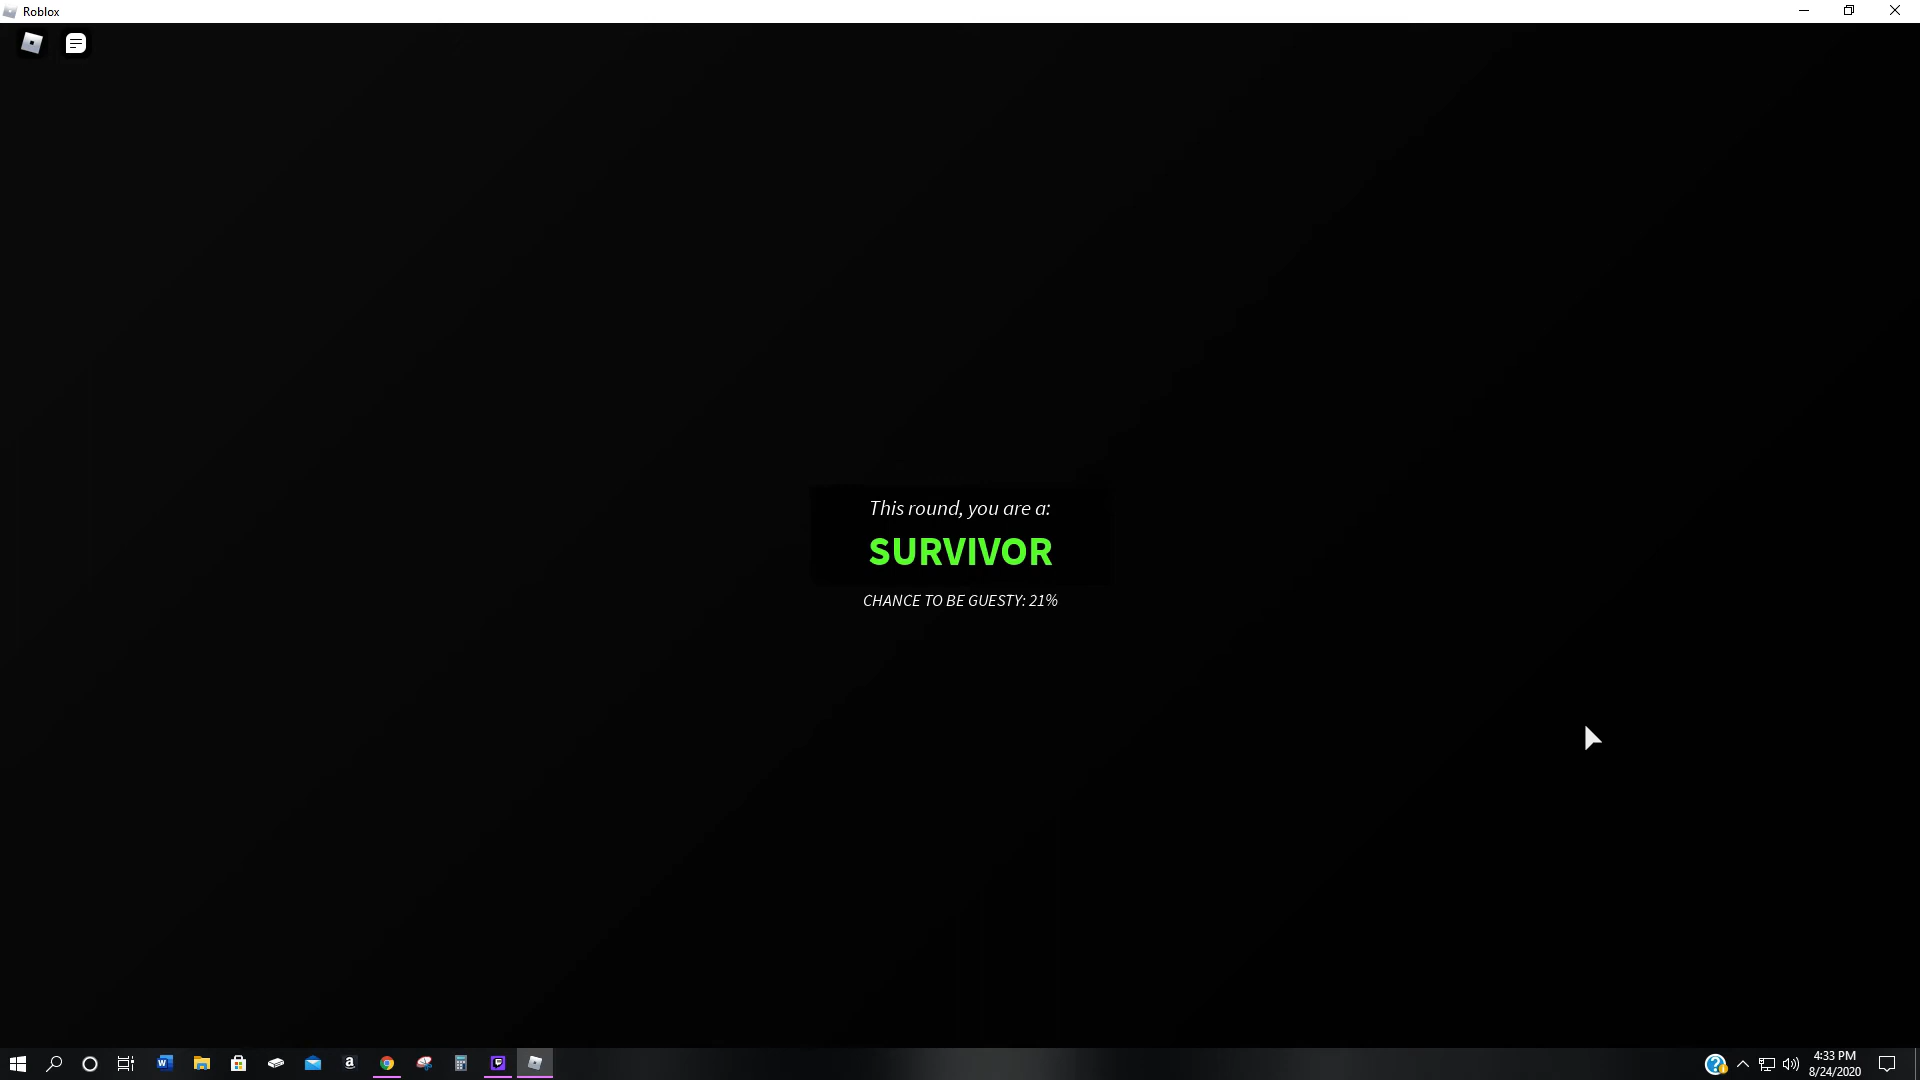 Roblox
This round, you are a:
SURVIVOR
CHANCE TO BE GUESTY: 21%
4:33 PM
8/24/2020